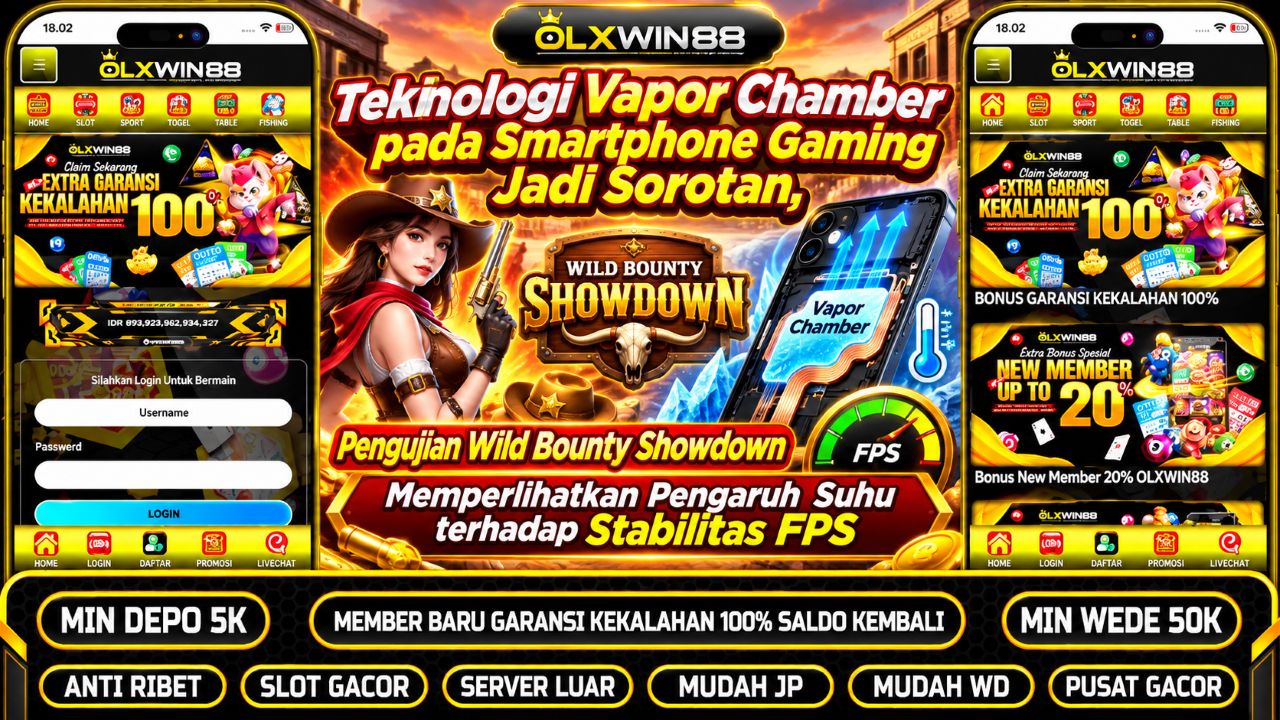 OLXWIN88
Teknologi Vapor Chamber
pada Smartphone Gaming
Jadi Sorotan,
WILD BOUNTY
SHOWDOWN
Vapor
Chamber
FPS
Pengujian Wild Bounty Showdown
Memperlihatkan Pengaruh Suhu
terhadap Stabilitas FPS
18.02
OLXWIN88
HOME SLOT SPORT TOGEL TABLE FISHING
OLXWIN88
Claim Sekarang
EXTRA GARANSI
KEKALAHAN 100%
Silahkan Login Untuk Bermain
Username
Passwerd
LOGIN
HOME LOGIN DAFTAR PROMOSI LIVECHAT
18.02
OLXWIN88
HOME SLOT SPORT TOGEL TABLE FISHING
OLXWIN88
Claim Sekarang
EXTRA GARANSI
KEKALAHAN 100%
BONUS GARANSI KEKALAHAN 100%
OLXWIN88
Extra Bonus Spesial
NEW MEMBER
UP TO 20%
Bonus New Member 20% OLXWIN88
OLXWIN88
HOME LOGIN DAFTAR PROMOSI LIVECHAT
MIN DEPO 5K
MEMBER BARU GARANSI KEKALAHAN 100% SALDO KEMBALI
MIN WEDE 50K
ANTI RIBET
SLOT GACOR
SERVER LUAR
MUDAH JP
MUDAH WD
PUSAT GACOR